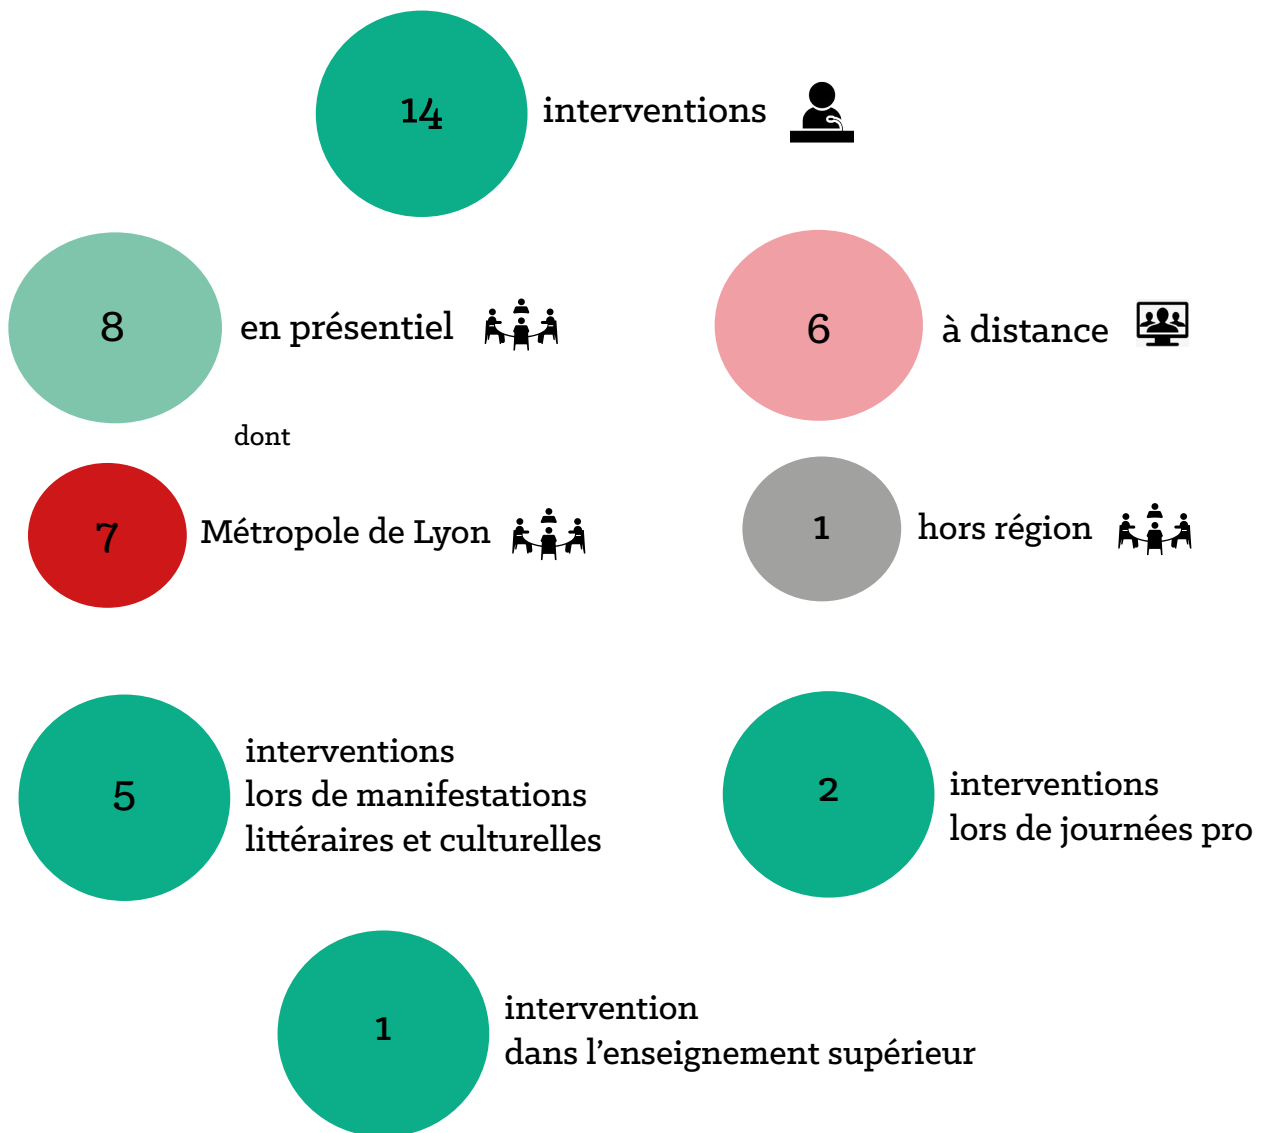 14 interventions
8 en présentiel
6 à distance
dont
7 Métropole de Lyon
1 hors région
5
interventions
lors de manifestations
littéraires et culturelles
2
interventions
lors de journées pro
1
intervention
dans l'enseignement supérieur